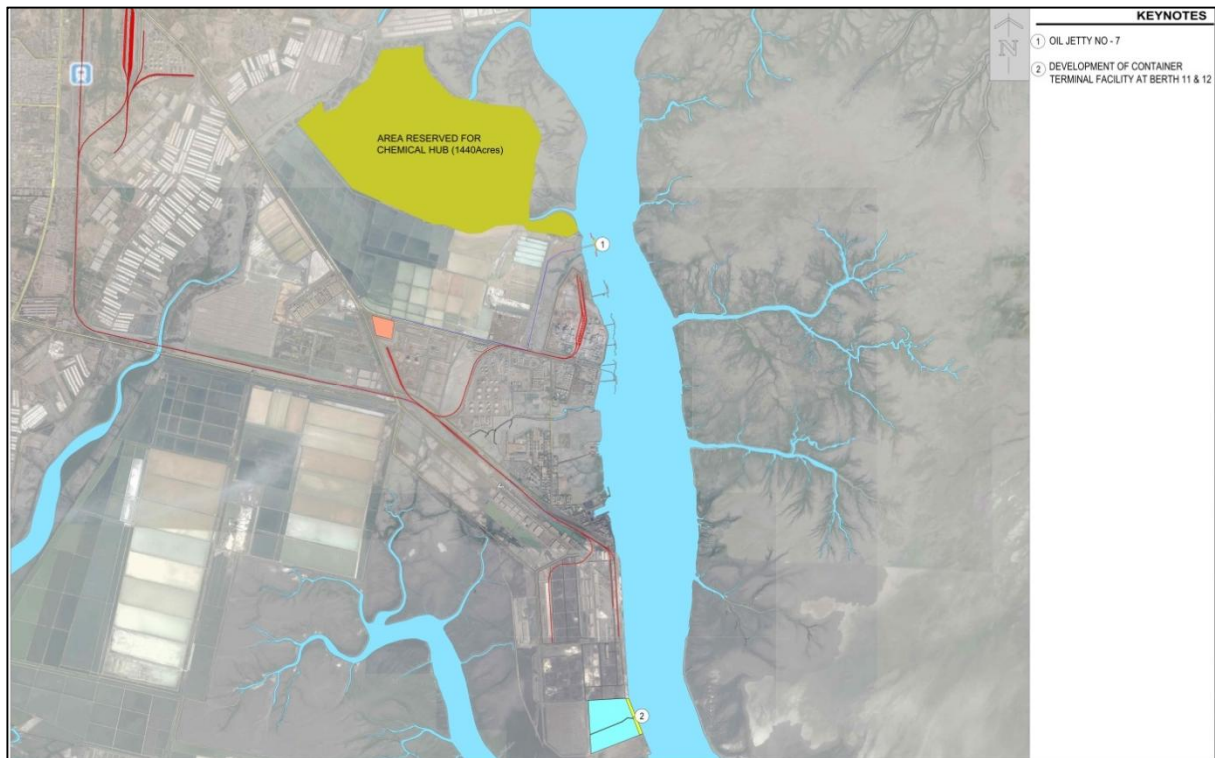 KEYNOTES
1 OIL JETTY NO - 7
2 DEVELOPMENT OF CONTAINER
TERMINAL FACILITY AT BERTH 11 & 12
N
AREA RESERVED FOR
CHEMICAL HUB (1440Acres)
1
2